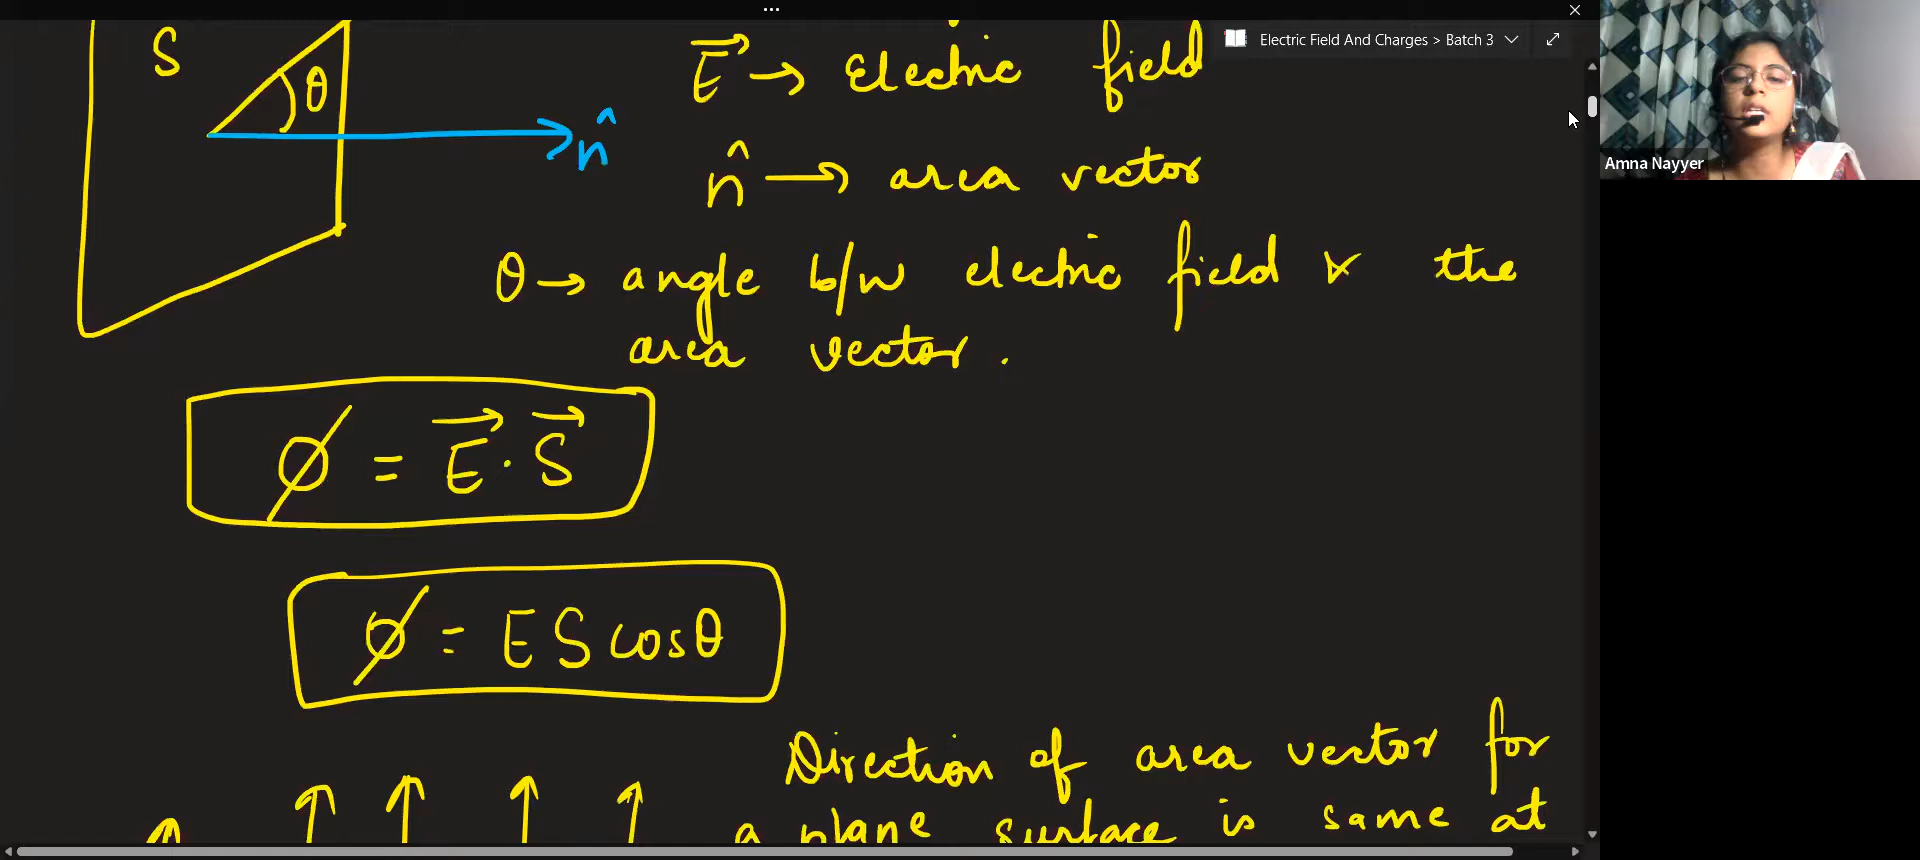 Electric Field And Charges > Batch 3
Amna Nayyer
S
θ
n̂
E⃗ → Electric field
n̂ → area vector
θ → angle b/w electric field & the
area vector.
ϕ = E⃗ · S⃗
ϕ = E S cosθ
Direction of area vector for
a plane surface is same at